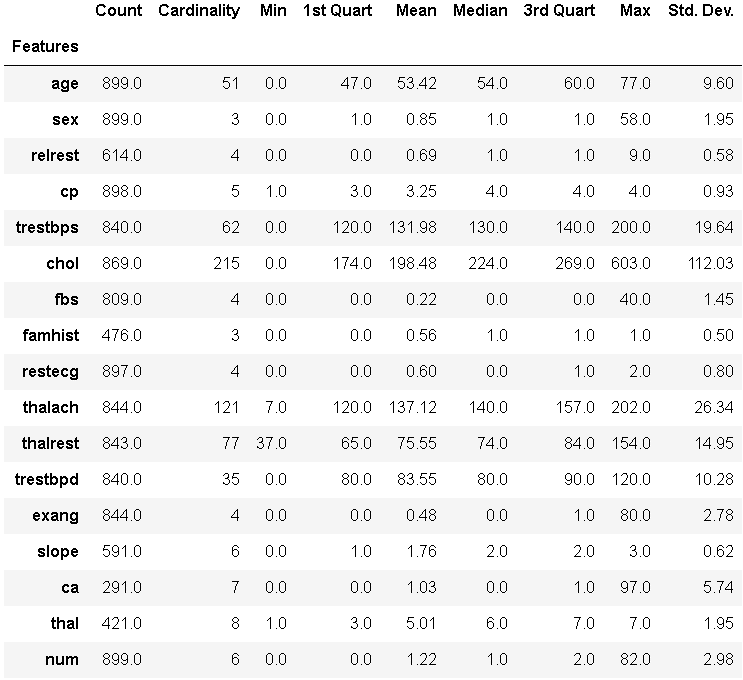 Count Cardinality Min 1st Quart Mean Median 3rd Quart Max Std. Dev.
Features
age 899.0 51 0.0 47.0 53.42 54.0 60.0 77.0 9.60
sex 899.0 3 0.0 1.0 0.85 1.0 1.0 58.0 1.95
relrest 614.0 4 0.0 0.0 0.69 1.0 1.0 9.0 0.58
cp 898.0 5 1.0 3.0 3.25 4.0 4.0 4.0 0.93
trestbps 840.0 62 0.0 120.0 131.98 130.0 140.0 200.0 19.64
chol 869.0 215 0.0 174.0 198.48 224.0 269.0 603.0 112.03
fbs 809.0 4 0.0 0.0 0.22 0.0 0.0 40.0 1.45
famhist 476.0 3 0.0 0.0 0.56 1.0 1.0 1.0 0.50
restecg 897.0 4 0.0 0.0 0.60 0.0 1.0 2.0 0.80
thalach 844.0 121 7.0 120.0 137.12 140.0 157.0 202.0 26.34
thalrest 843.0 77 37.0 65.0 75.55 74.0 84.0 154.0 14.95
trestbpd 840.0 35 0.0 80.0 83.55 80.0 90.0 120.0 10.28
exang 844.0 4 0.0 0.0 0.48 0.0 1.0 80.0 2.78
slope 591.0 6 0.0 1.0 1.76 2.0 2.0 3.0 0.62
ca 291.0 7 0.0 0.0 1.03 0.0 1.0 97.0 5.74
thal 421.0 8 1.0 3.0 5.01 6.0 7.0 7.0 1.95
num 899.0 6 0.0 0.0 1.22 1.0 2.0 82.0 2.98